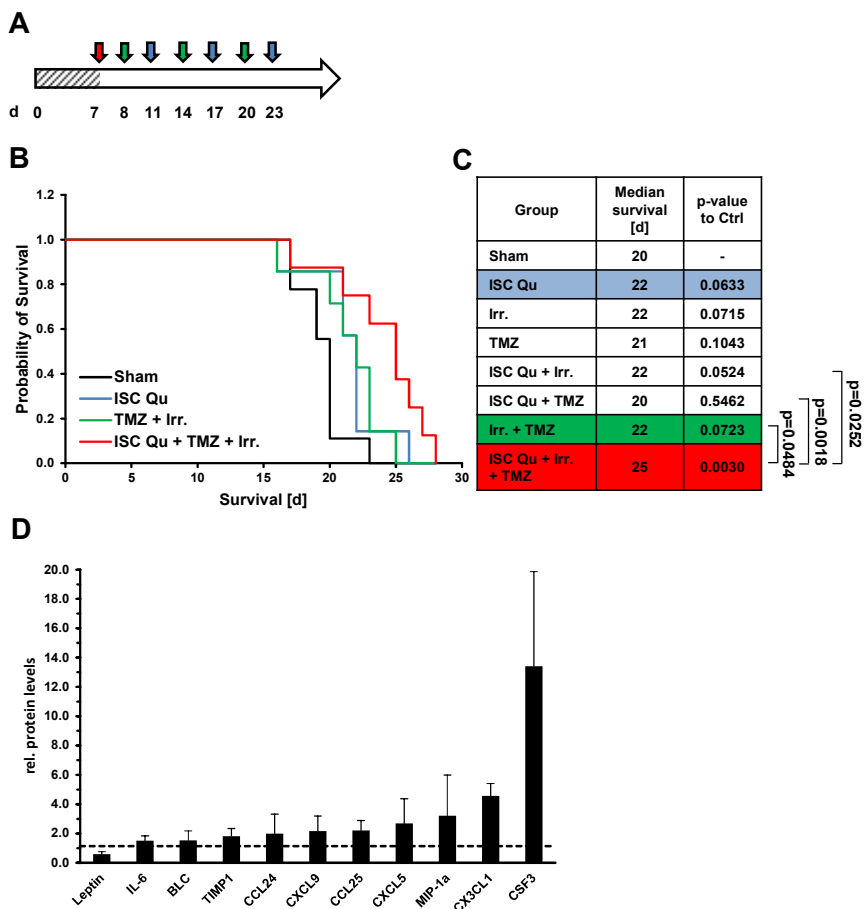 A
d 0 7 8 11 14 17 20 23
B
1.2
1.0
0.8
0.6
0.4
0.2
0.0
Probability of Survival
Sham
ISC Qu
TMZ + Irr.
ISC Qu + TMZ + Irr.
0 5 10 15 20 25 30
Survival [d]
C
Group Median survival [d] p-value to Ctrl
Sham 20 -
ISC Qu 22 0.0633
Irr. 22 0.0715
TMZ 21 0.1043
ISC Qu + Irr. 22 0.0524
ISC Qu + TMZ 20 0.5462
Irr. + TMZ 22 0.0723
ISC Qu + Irr. + TMZ 25 0.0030
p=0.0484
p=0.0018
p=0.0252
D
20.0
18.0
16.0
14.0
12.0
10.0
8.0
6.0
4.0
2.0
0.0
rel. protein levels
Leptin IL-6 BLC TIMP1 CCL24 CXCL9 CCL25 CXCL5 MIP-1a CX3CL1 CSF3